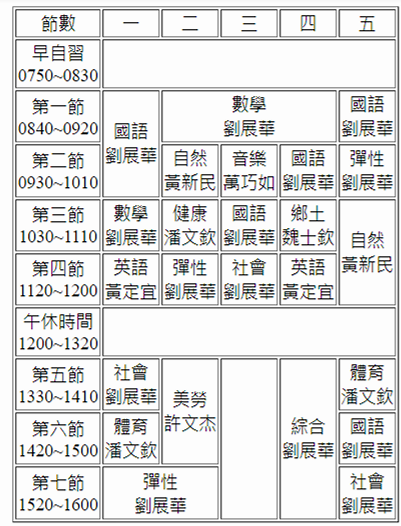 節數 一 二 三 四 五
早自習
0750~0830
第一節
0840~0920
國語
劉展華
數學
劉展華
國語
劉展華
第二節
0930~1010
自然
黃新民
音樂
萬巧如
國語
劉展華
彈性
劉展華
第三節
1030~1110
數學
劉展華
健康
潘文欽
國語
劉展華
鄉土
魏士欽
自然
黃新民
第四節
1120~1200
英語
黃定宜
彈性
劉展華
社會
劉展華
英語
黃定宜
午休時間
1200~1320
第五節
1330~1410
社會
劉展華
美勞
許文杰
綜合
劉展華
體育
潘文欽
第六節
1420~1500
體育
潘文欽
國語
劉展華
第七節
1520~1600
彈性
劉展華
社會
劉展華